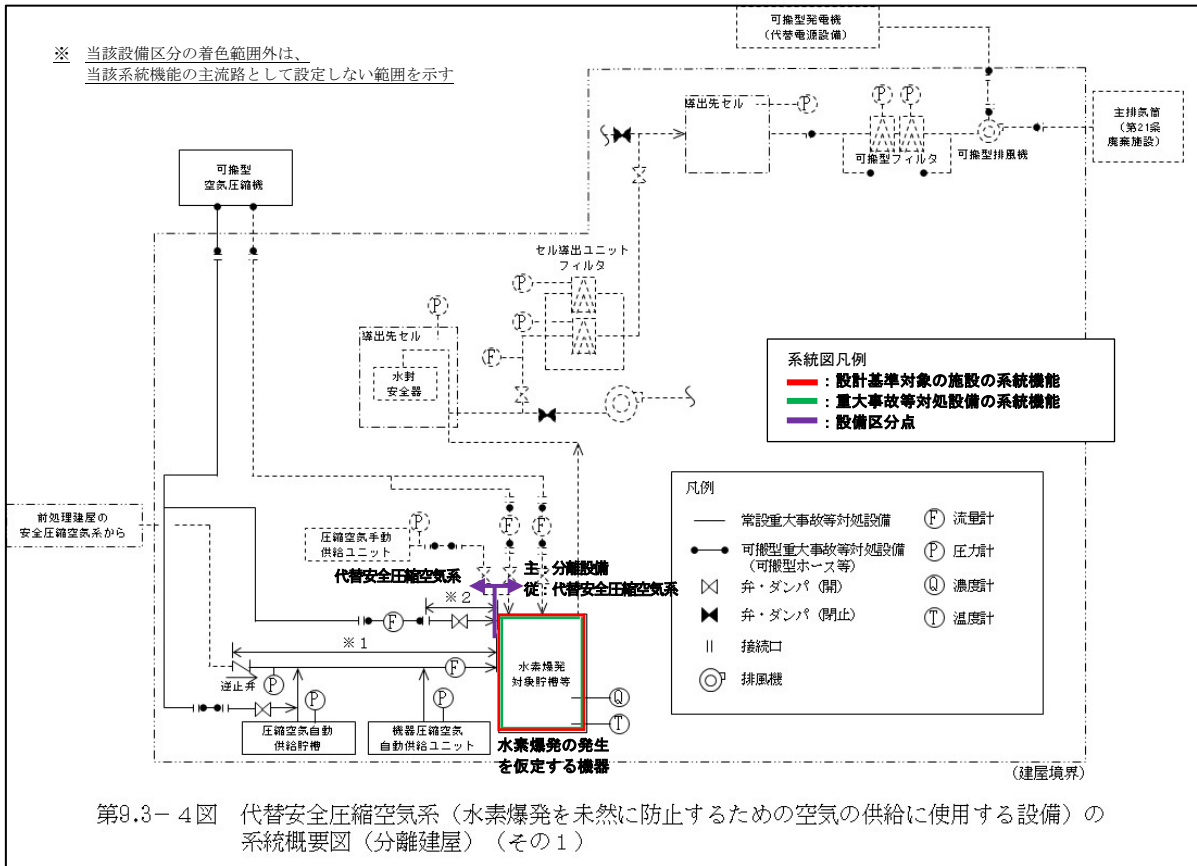 ※ 当該設備区分の着色範囲外は、
当該系統機能の主流路として設定しない範囲を示す
可搬型発電機
(代替電源設備)
導出先セル
P
P
P
可搬型フィルタ
可搬型排風機
主排気筒
(第21条
廃棄施設)
可搬型
空気圧縮機
セル導出ユニット
フィルタ
P
P
P
F
導出先セル
水封
安全器
系統図凡例
:設計基準対象の施設の系統機能
:重大事故等対処設備の系統機能
:設備区分点
前処理建屋の
安全圧縮空気系から
圧縮空気手動
供給ユニット
P
F
F
代替安全圧縮空気系
主:分離設備
従:代替安全圧縮空気系
※2
F
※1
F
逆止弁
P
P
P
圧縮空気自動
供給貯槽
機器圧縮空気
自動供給ユニット
水素爆発
対象貯槽等
Q
T
水素爆発の発生
を仮定する機器
凡例
常設重大事故等対処設備
可搬型重大事故等対処設備
(可搬型ホース等)
弁・ダンパ (開)
弁・ダンパ (閉止)
接続口
排風機
F 流量計
P 圧力計
Q 濃度計
T 温度計
(建屋境界)
第9.3-4図 代替安全圧縮空気系(水素爆発を未然に防止するための空気の供給に使用する設備)の
系統概要図(分離建屋)(その1)